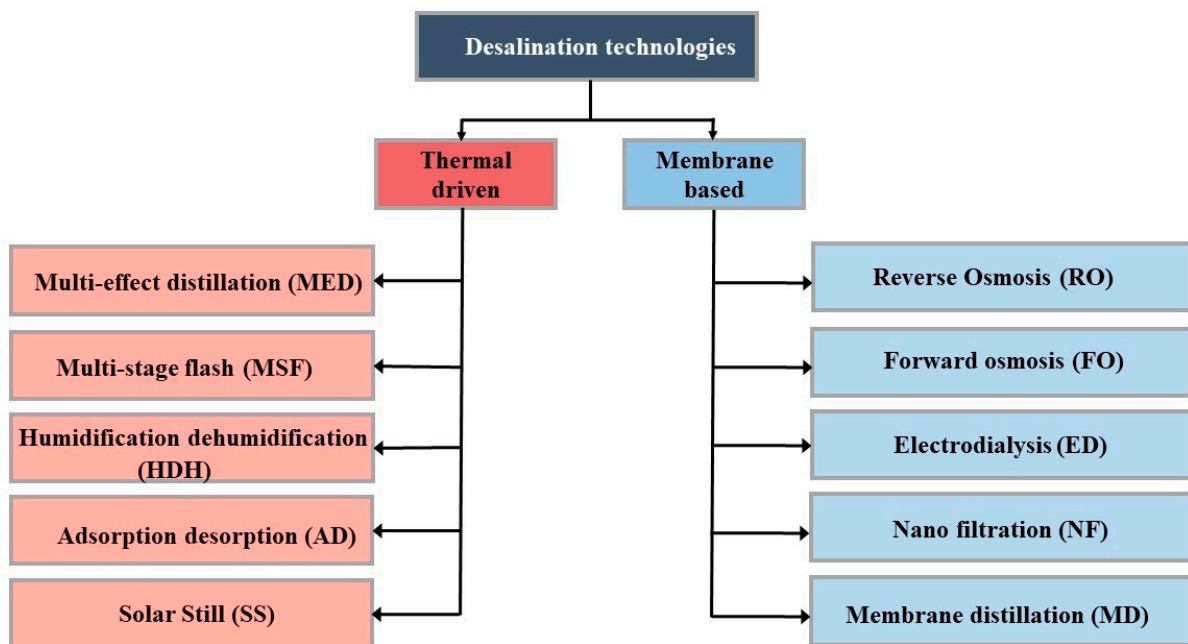 Desalination technologies
Thermal
driven
Membrane
based
Multi-effect distillation (MED)
Multi-stage flash (MSF)
Humidification dehumidification
(HDH)
Adsorption desorption (AD)
Solar Still (SS)
Reverse Osmosis (RO)
Forward osmosis (FO)
Electrodialysis (ED)
Nano filtration (NF)
Membrane distillation (MD)